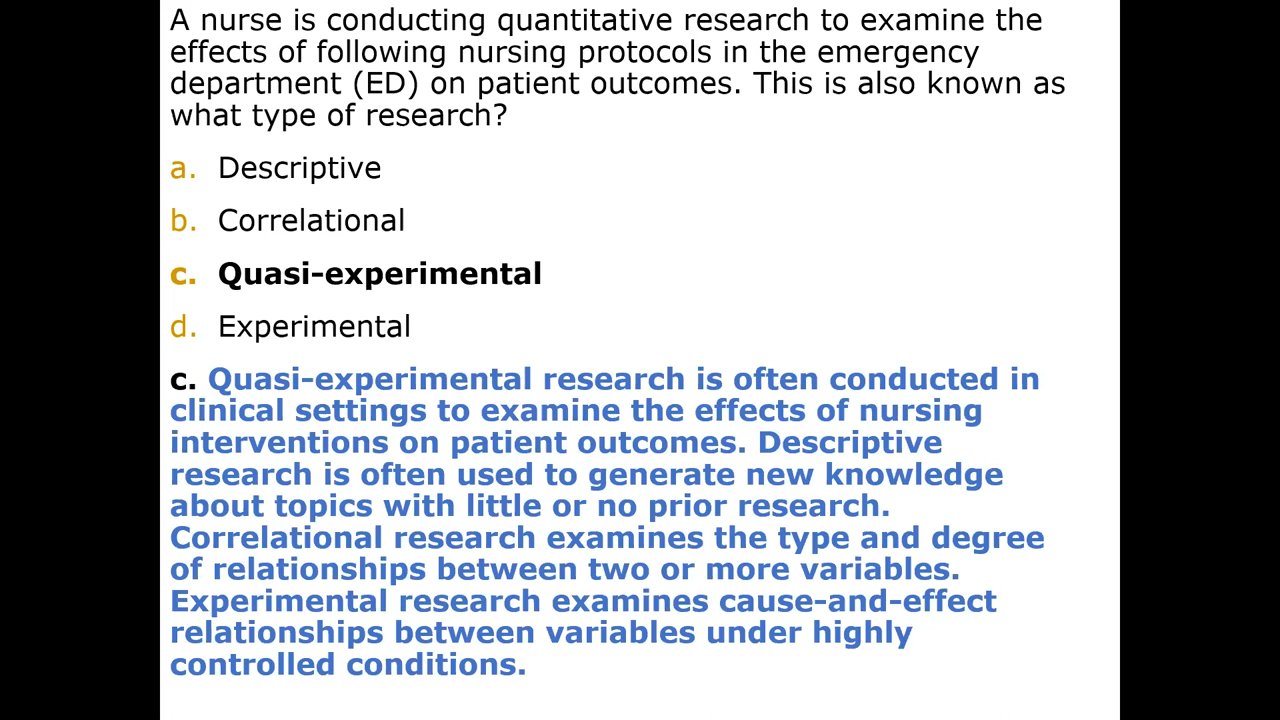 A nurse is conducting quantitative research to examine the
effects of following nursing protocols in the emergency
department (ED) on patient outcomes. This is also known as
what type of research?
a. Descriptive
b. Correlational
c. Quasi-experimental
d. Experimental
c. Quasi-experimental research is often conducted in
clinical settings to examine the effects of nursing
interventions on patient outcomes. Descriptive
research is often used to generate new knowledge
about topics with little or no prior research.
Correlational research examines the type and degree
of relationships between two or more variables.
Experimental research examines cause-and-effect
relationships between variables under highly
controlled conditions.